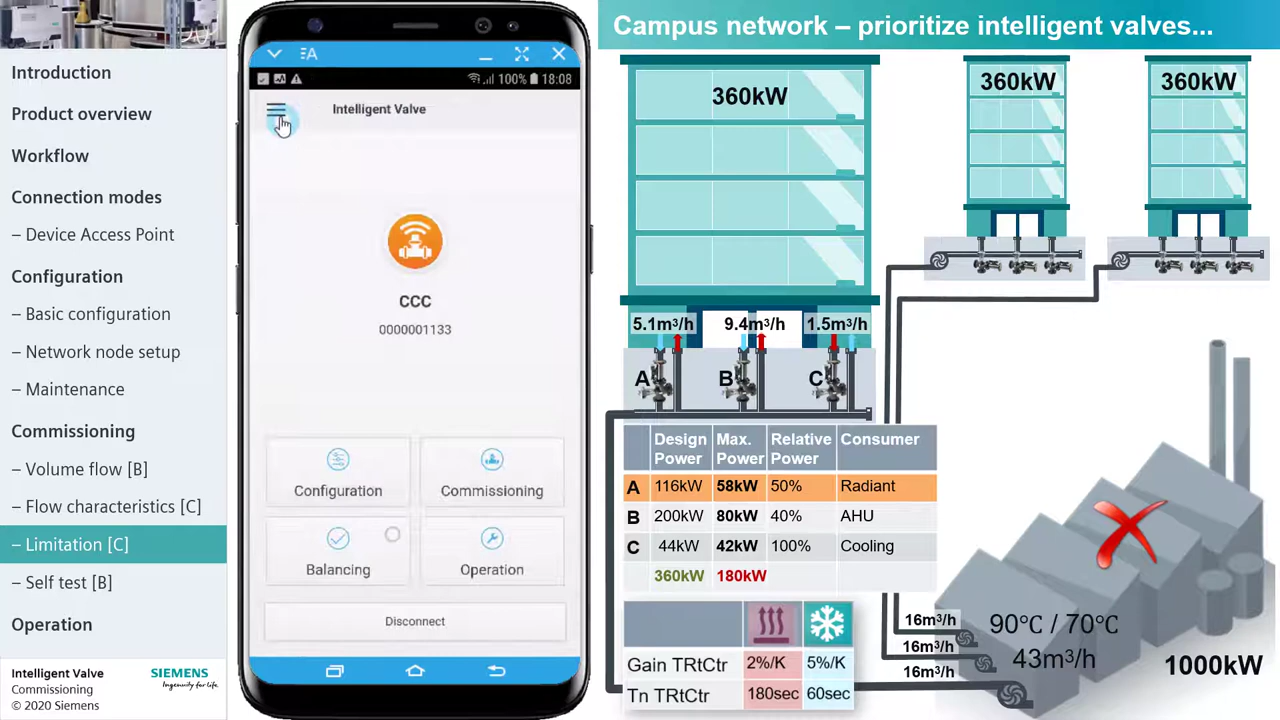 Introduction
Product overview
Workflow
Connection modes
– Device Access Point
Configuration
– Basic configuration
– Network node setup
– Maintenance
Commissioning
– Volume flow [B]
– Flow characteristics [C]
– Limitation [C]
– Self test [B]
Operation
Intelligent Valve
Commissioning
© 2020 Siemens
SIEMENS
Ingenuity for life
100% 18:08
Intelligent Valve
CCC
0000001133
Configuration
Commissioning
Balancing
Operation
Disconnect
Campus network – prioritize intelligent valves...
360kW
360kW
360kW
5.1m³/h 9.4m³/h 1.5m³/h
A B C
Design Power Max. Power Relative Power Consumer
A 116kW 58kW 50% Radiant
B 200kW 80kW 40% AHU
C 44kW 42kW 100% Cooling
360kW 180kW
Gain TRtCtr 2%/K 5%/K
Tn TRtCtr 180sec 60sec
16m³/h
16m³/h
16m³/h
90°C / 70°C
43m³/h
1000kW